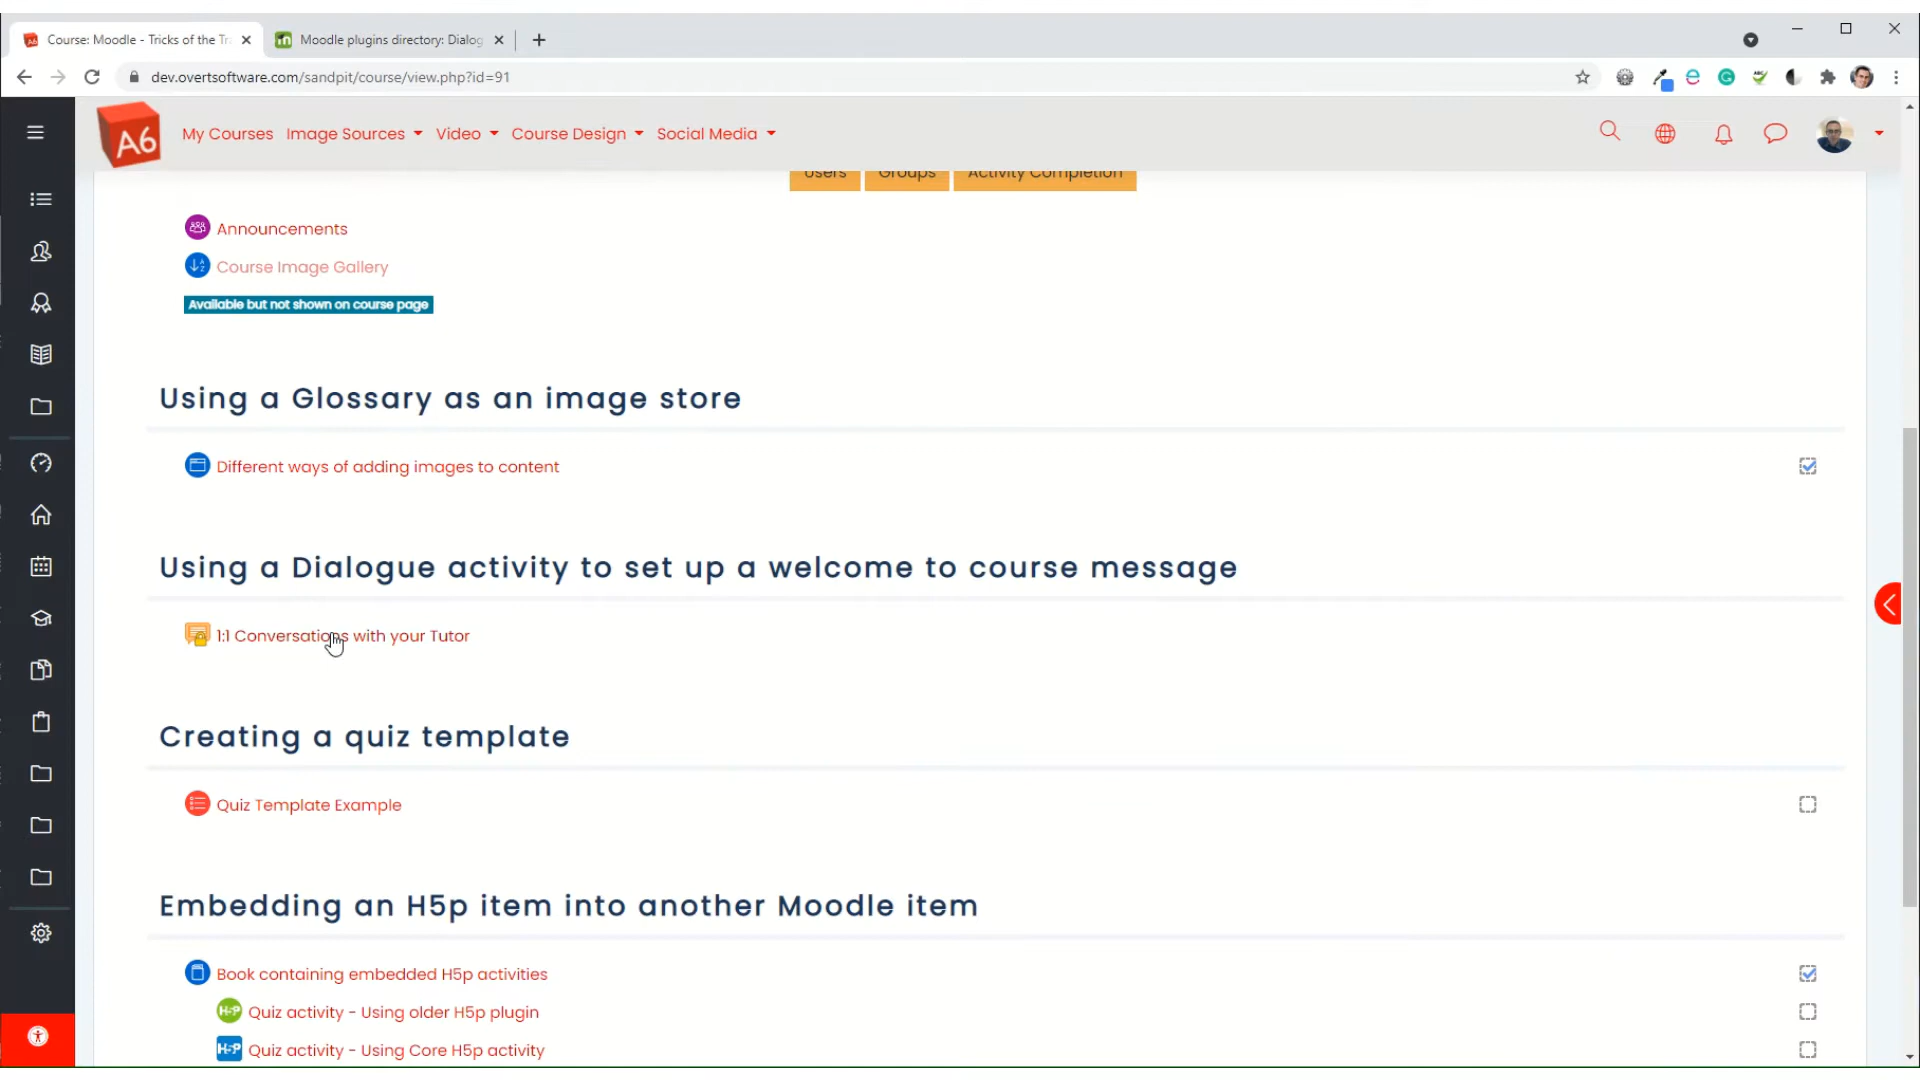 Course: Moodle - Tricks of the Tr
Moodle plugins directory: Dialog
dev.overtsoftware.com/sandpit/course/view.php?id=91
A6
My Courses Image Sources Video Course Design Social Media
Users Groups Activity Completion
Announcements
Course Image Gallery
Available but not shown on course page
Using a Glossary as an image store
Different ways of adding images to content
Using a Dialogue activity to set up a welcome to course message
1:1 Conversations with your Tutor
Creating a quiz template
Quiz Template Example
Embedding an H5p item into another Moodle item
Book containing embedded H5p activities
H-P Quiz activity - Using older H5p plugin
H-P Quiz activity - Using Core H5p activity